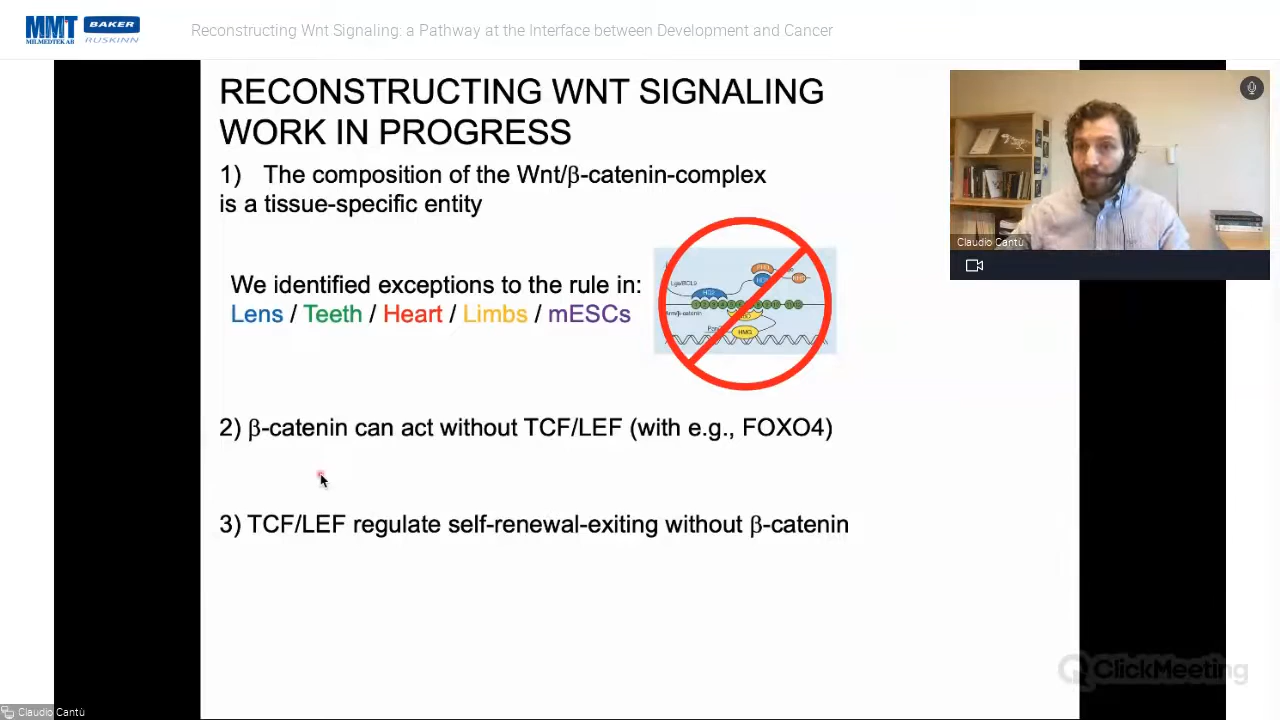 MMT
MILMEDTEK AB
BAKER
RUSKINN
Reconstructing Wnt Signaling: a Pathway at the Interface between Development and Cancer
RECONSTRUCTING WNT SIGNALING
WORK IN PROGRESS
1) The composition of the Wnt/β-catenin-complex
is a tissue-specific entity
We identified exceptions to the rule in:
Lens / Teeth / Heart / Limbs / mESCs
HMG
2) β-catenin can act without TCF/LEF (with e.g., FOXO4)
3) TCF/LEF regulate self-renewal-exiting without β-catenin
Claudio Cantù
ClickMeeting
Claudio Cantù